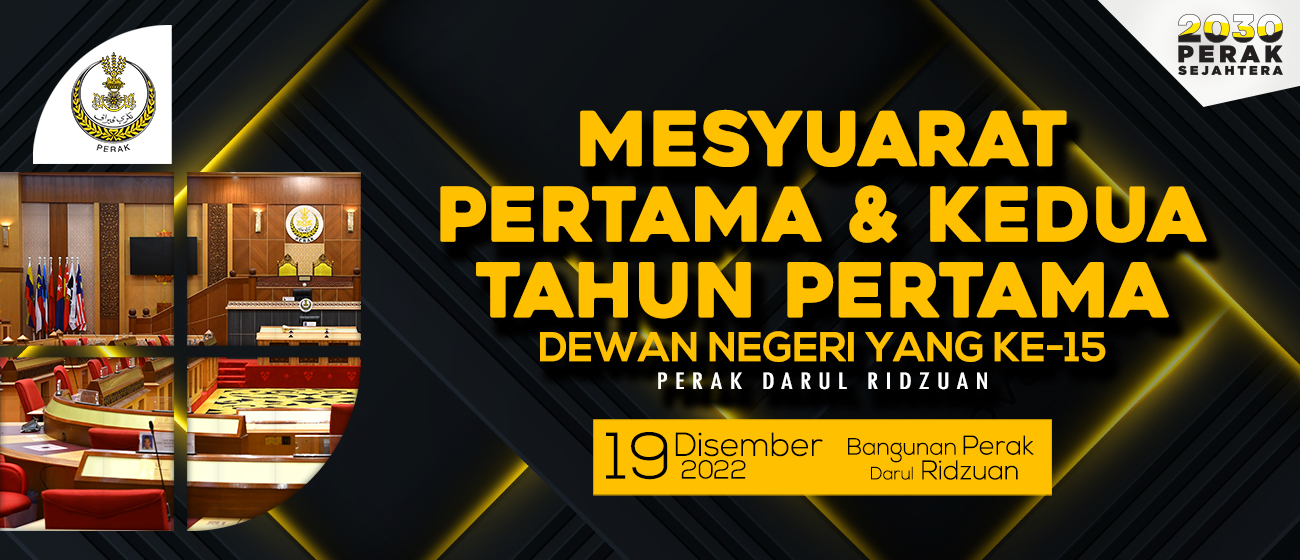 2030
PERAK
SEJAHTERA
PERAK
PERAK
MESYUARAT
PERTAMA & KEDUA
TAHUN PERTAMA
DEWAN NEGERI YANG KE-15
PERAK DARUL RIDZUAN
19 Disember 2022
Bangunan Perak
Darul Ridzuan